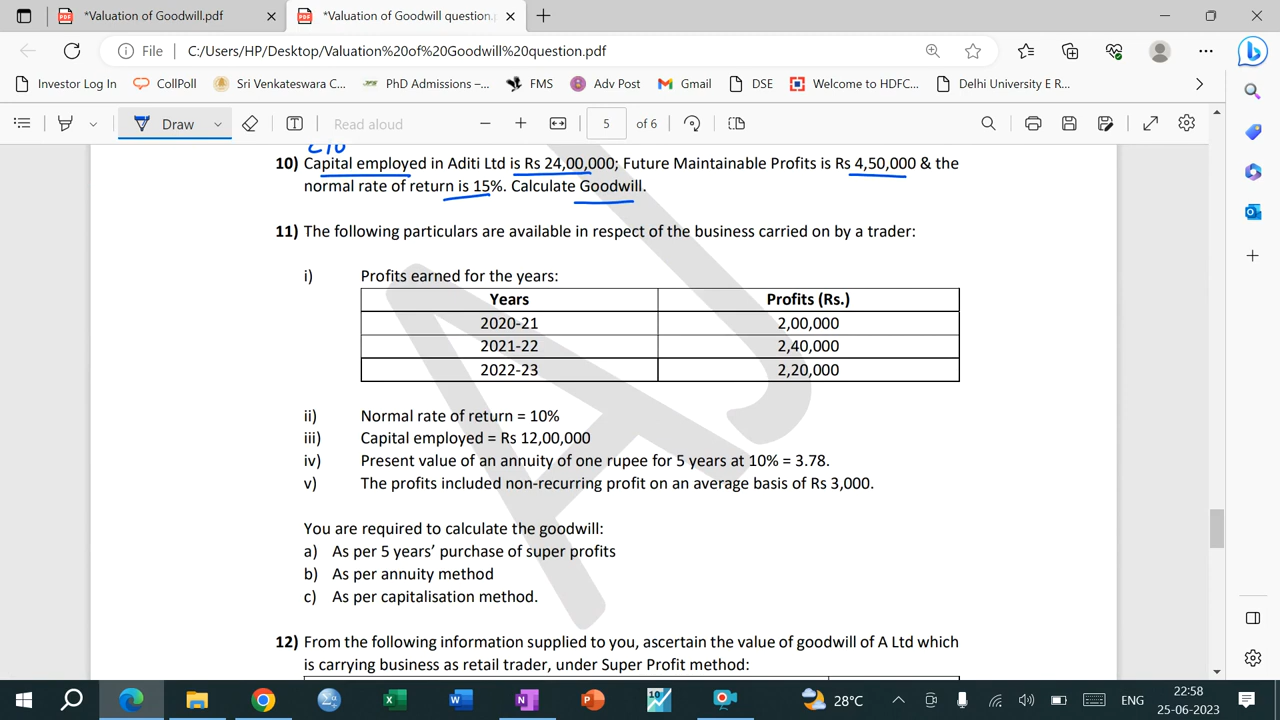 *Valuation of Goodwill.pdf
*Valuation of Goodwill question.
File
C:/Users/HP/Desktop/Valuation%20of%20Goodwill%20question.pdf
Investor Log In
CollPoll
Sri Venkateswara C...
PhD Admissions –...
FMS
Adv Post
Gmail
DSE
Welcome to HDFC...
Delhi University E R...
Draw
Read aloud
5 of 6
10) Capital employed in Aditi Ltd is Rs 24,00,000; Future Maintainable Profits is Rs 4,50,000 & the
normal rate of return is 15%. Calculate Goodwill.
11) The following particulars are available in respect of the business carried on by a trader:
i) Profits earned for the years:
Years Profits (Rs.)
2020-21 2,00,000
2021-22 2,40,000
2022-23 2,20,000
ii) Normal rate of return = 10%
iii) Capital employed = Rs 12,00,000
iv) Present value of an annuity of one rupee for 5 years at 10% = 3.78.
v) The profits included non-recurring profit on an average basis of Rs 3,000.
You are required to calculate the goodwill:
a) As per 5 years’ purchase of super profits
b) As per annuity method
c) As per capitalisation method.
12) From the following information supplied to you, ascertain the value of goodwill of A Ltd which
is carrying business as retail trader, under Super Profit method:
AJ
28°C
ENG
22:58
25-06-2023